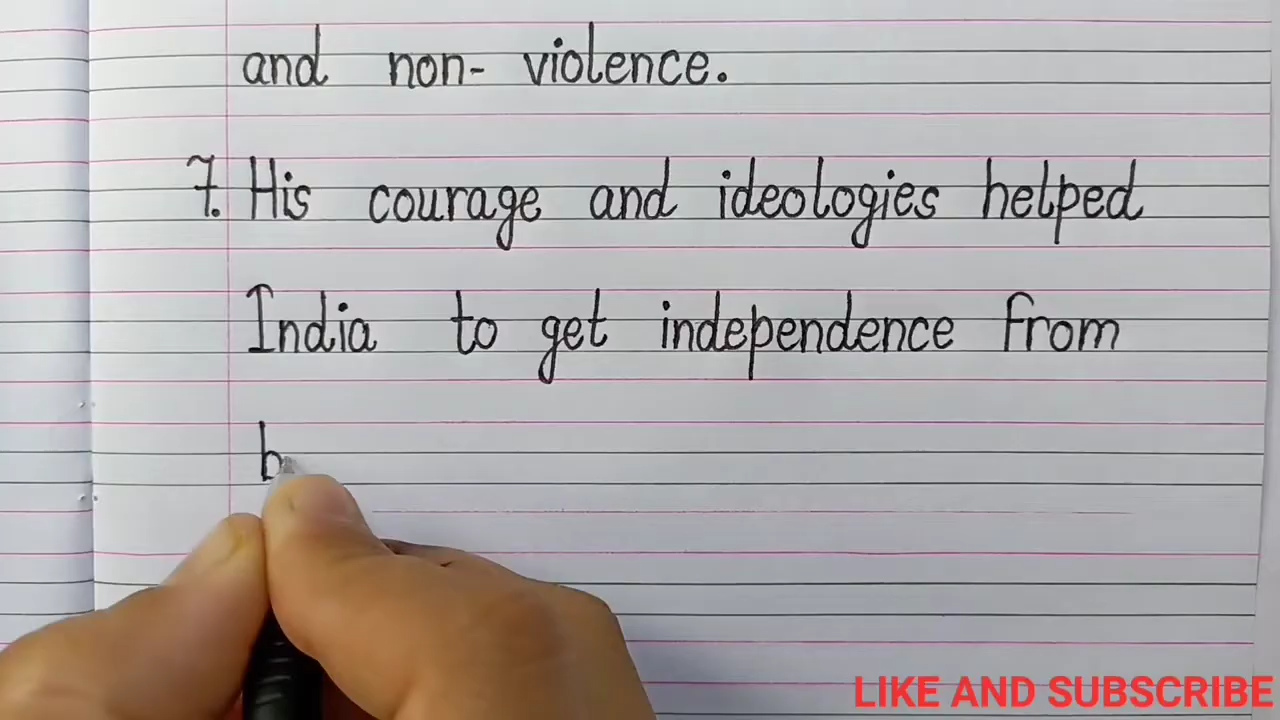 and non- violence.
7. His courage and ideologies helped
India to get independence from
b
LIKE AND SUBSCRIBE